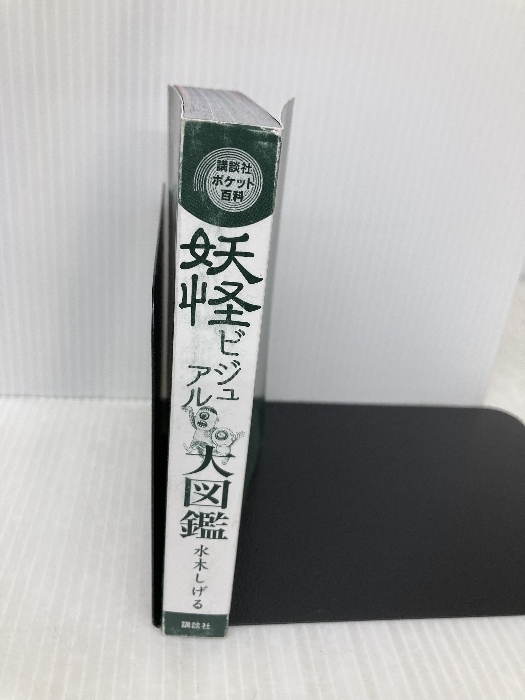 講談社
ポケット
百科
妖怪
ビジュアル
大図鑑
水木しげる
講談社